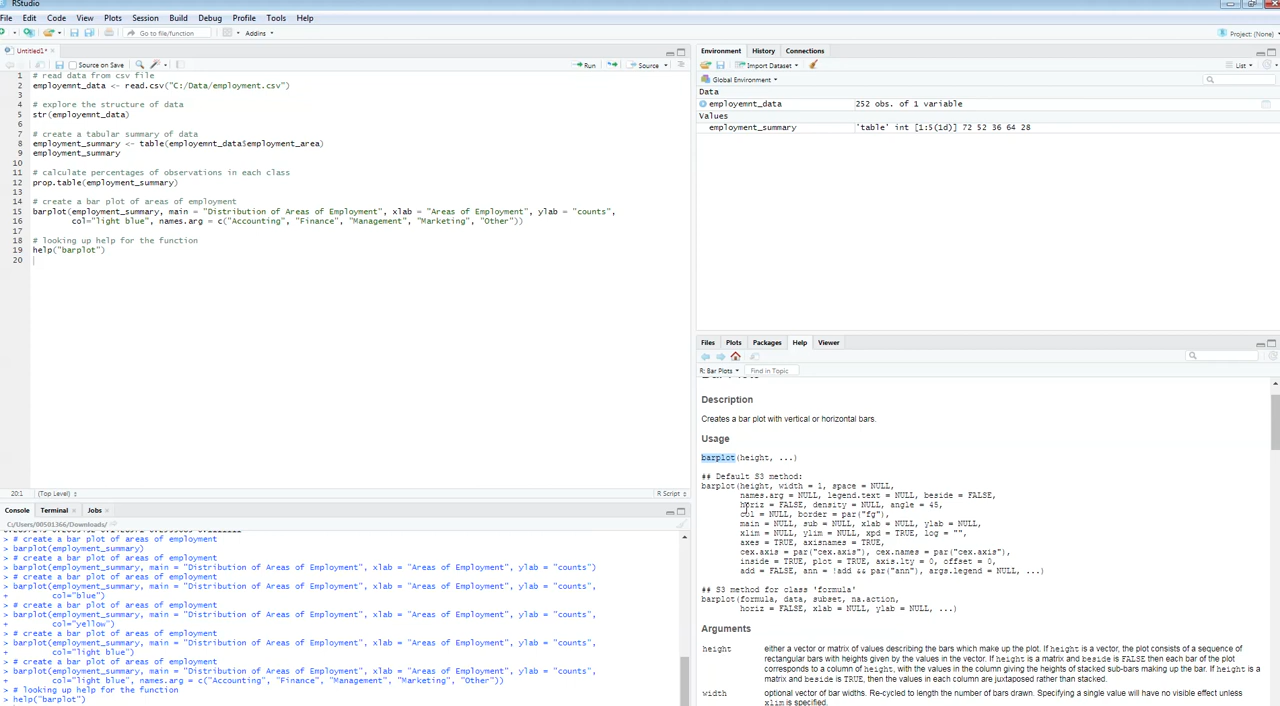 RStudio
File Edit Code View Plots Session Build Debug Profile Tools Help
Go to file/function Addins Project: (None)
Untitled1*
Source on Save Run Source
1 # read data from csv file
2 employemnt_data <- read.csv("C:/Data/employment.csv")
3
4 # explore the structure of data
5 str(employemnt_data)
6
7 # create a tabular summary of data
8 employment_summary <- table(employemnt_data$employment_area)
9 employment_summary
10
11 # calculate percentages of observations in each class
12 prop.table(employment_summary)
13
14 # create a bar plot of areas of employment
15 barplot(employment_summary, main = "Distribution of Areas of Employment", xlab = "Areas of Employment", ylab = "counts",
16 col="light blue", names.arg = c("Accounting", "Finance", "Management", "Marketing", "Other"))
17
18 # looking up help for the function
19 help("barplot")
20
20:1 (Top Level) R Script
Console Terminal Jobs
C:/Users/00501366/Downloads/
> # create a bar plot of areas of employment
> barplot(employment_summary)
> # create a bar plot of areas of employment
> barplot(employment_summary, main = "Distribution of Areas of Employment", xlab = "Areas of Employment", ylab = "counts")
> # create a bar plot of areas of employment
> barplot(employment_summary, main = "Distribution of Areas of Employment", xlab = "Areas of Employment", ylab = "counts",
+ col="blue")
> # create a bar plot of areas of employment
> barplot(employment_summary, main = "Distribution of Areas of Employment", xlab = "Areas of Employment", ylab = "counts",
+ col="yellow")
> # create a bar plot of areas of employment
> barplot(employment_summary, main = "Distribution of Areas of Employment", xlab = "Areas of Employment", ylab = "counts",
+ col="light blue")
> # create a bar plot of areas of employment
> barplot(employment_summary, main = "Distribution of Areas of Employment", xlab = "Areas of Employment", ylab = "counts",
+ col="light blue", names.arg = c("Accounting", "Finance", "Management", "Marketing", "Other"))
> # looking up help for the function
> help("barplot")
Environment History Connections
Import Dataset List
Global Environment
Data
employemnt_data 252 obs. of 1 variable
Values
employment_summary 'table' int [1:5(1d)] 72 52 36 64 28
Files Plots Packages Help Viewer
R: Bar Plots Find in Topic
Description
Creates a bar plot with vertical or horizontal bars.
Usage
barplot(height, ...)
## Default S3 method:
barplot(height, width = 1, space = NULL,
names.arg = NULL, legend.text = NULL, beside = FALSE,
horiz = FALSE, density = NULL, angle = 45,
col = NULL, border = par("fg"),
main = NULL, sub = NULL, xlab = NULL, ylab = NULL,
xlim = NULL, ylim = NULL, xpd = TRUE, log = "",
axes = TRUE, axisnames = TRUE,
cex.axis = par("cex.axis"), cex.names = par("cex.axis"),
inside = TRUE, plot = TRUE, axis.lty = 0, offset = 0,
add = FALSE, ann = !add && par("ann"), args.legend = NULL, ...)
## S3 method for class 'formula'
barplot(formula, data, subset, na.action,
horiz = FALSE, xlab = NULL, ylab = NULL, ...)
Arguments
height either a vector or matrix of values describing the bars which make up the plot. If height is a vector, the plot consists of a sequence of
rectangular bars with heights given by the values in the vector. If height is a matrix and beside is FALSE then each bar of the plot
corresponds to a column of height, with the values in the column giving the heights of stacked sub-bars making up the bar. If height is a
matrix and beside is TRUE, then the values in each column are juxtaposed rather than stacked.
width optional vector of bar widths. Re-cycled to length the number of bars drawn. Specifying a single value will have no visible effect unless
xlim is specified.